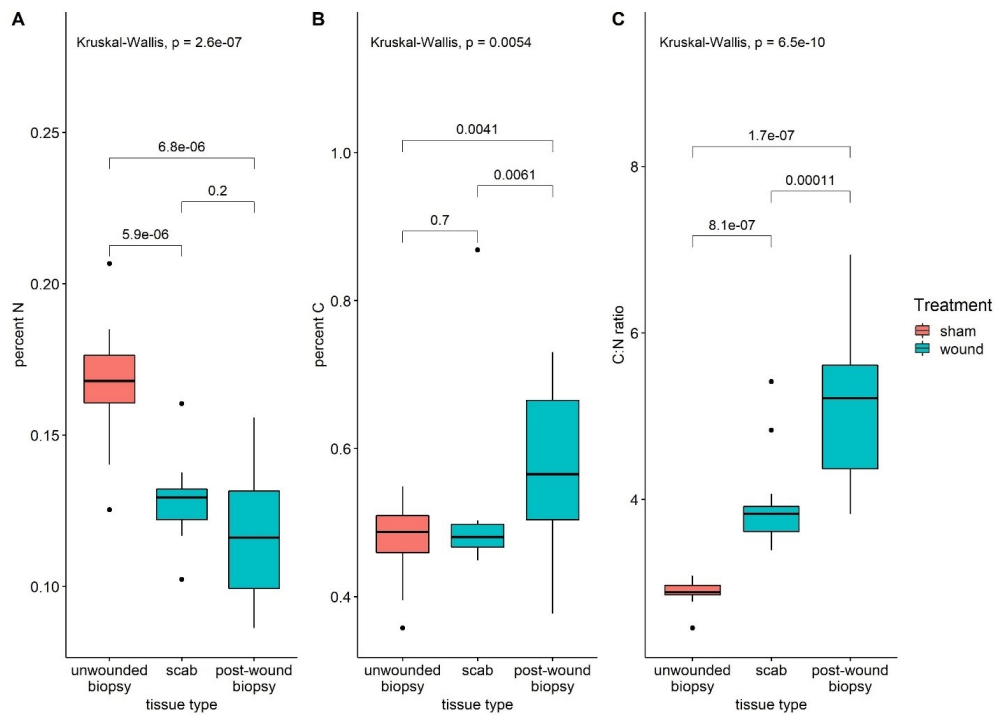 A
Kruskal-Wallis, p = 2.6e-07
6.8e-06
0.2
5.9e-06
percent N
0.25
0.20
0.15
0.10
unwounded biopsy
scab
post-wound biopsy
tissue type
B
Kruskal-Wallis, p = 0.0054
0.0041
0.0061
0.7
percent C
1.0
0.8
0.6
0.4
unwounded biopsy
scab
post-wound biopsy
tissue type
C
Kruskal-Wallis, p = 6.5e-10
1.7e-07
0.00011
8.1e-07
C:N ratio
8
6
4
unwounded biopsy
scab
post-wound biopsy
tissue type
Treatment
sham
wound